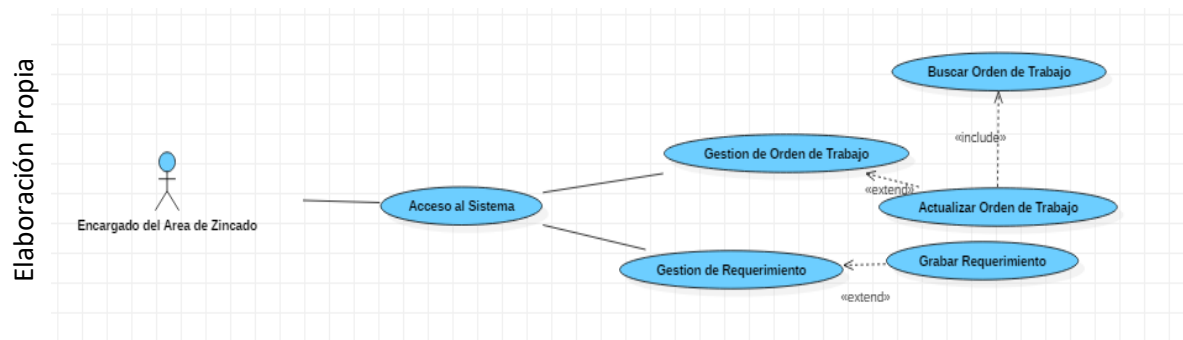 Elaboración Propia
Buscar Orden de Trabajo
«include»
Gestion de Orden de Trabajo
«extend»
Actualizar Orden de Trabajo
Acceso al Sistema
Encargado del Area de Zincado
Grabar Requerimiento
Gestion de Requerimiento
«extend»